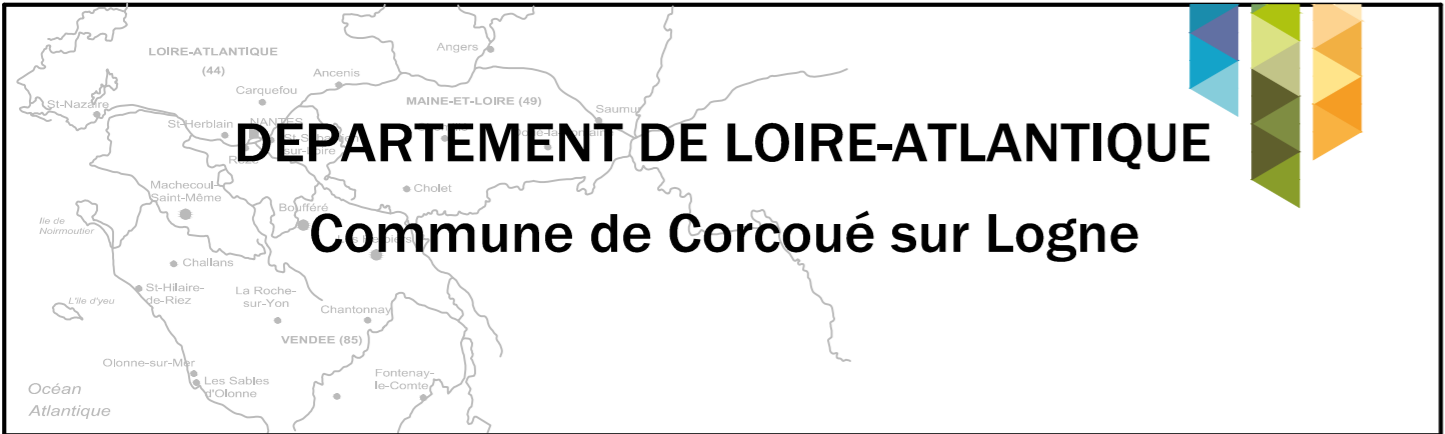 DEPARTEMENT DE LOIRE-ATLANTIQUE
Commune de Corcoué sur Logne
LOIRE-ATLANTIQUE
(44)
Angers
Ancenis
Carquefou
MAINE-ET-LOIRE (49)
Saumur
St-Nazaire
St-Herblain
NANTES
Machecoul-
Saint-Même
Cholet
Boufféré
Ile de
Noirmoutier
Challans
St-Hilaire-
de-Riez
La Roche-
sur-Yon
L'île d'yeu
Chantonnay
VENDEE (85)
Olonne-sur-Mer
Les Sables
d'Olonne
Fontenay-
le-Comte
Océan
Atlantique